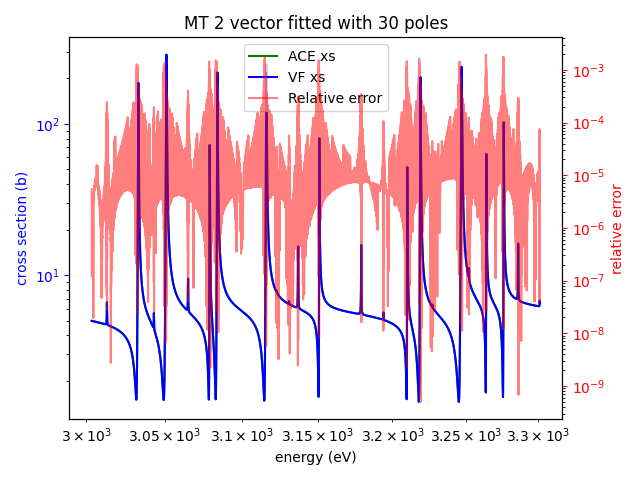 MT 2 vector fitted with 30 poles
ACE xs
VF xs
Relative error
cross section (b)
10²
10¹
relative error
10⁻³
10⁻⁴
10⁻⁵
10⁻⁶
10⁻⁷
10⁻⁸
10⁻⁹
3 × 10³
3.05 × 10³
3.1 × 10³
3.15 × 10³
3.2 × 10³
3.25 × 10³
3.3 × 10³
energy (eV)